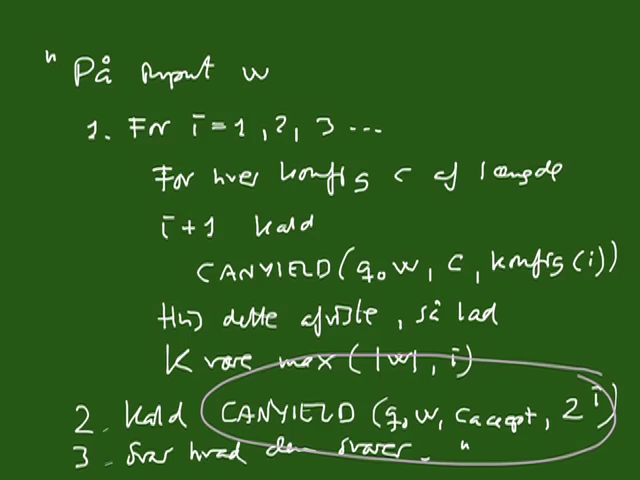 "På input w
1. For i=1, 2, 3 ...
For hver konfig c af længde
i+1 kald
CANYIELD(q₀w, c, konfig(i))
Hvis dette afviste, så lad
K være max(|w|, i)
2. Kald CANYIELD (q₀w, caccept, 2^i)
3. Svar hvad den svarer. "